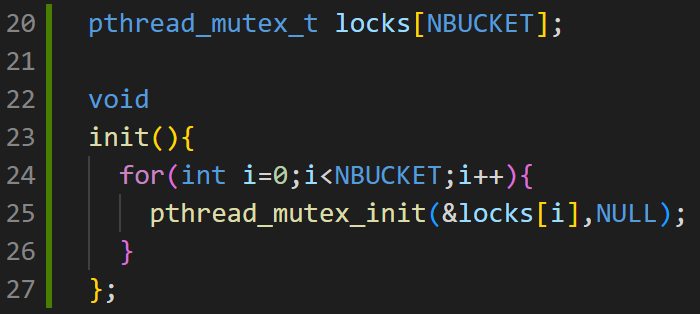 20 pthread_mutex_t locks[NBUCKET];
21
22 void
23 init(){
24   for(int i=0;i<NBUCKET;i++){
25     pthread_mutex_init(&locks[i],NULL);
26   }
27 };